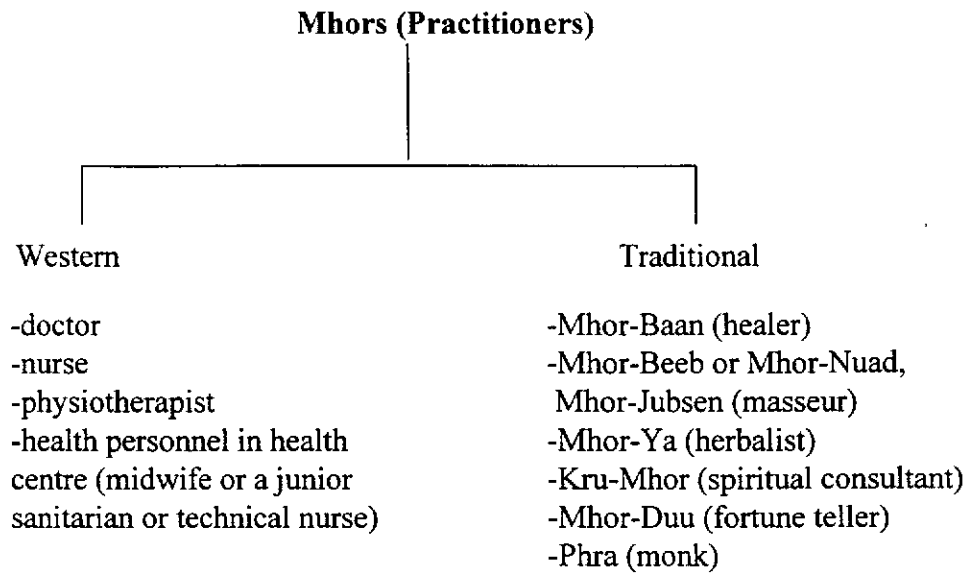 Mhors (Practitioners)
Western
-doctor
-nurse
-physiotherapist
-health personnel in health
centre (midwife or a junior
sanitarian or technical nurse)
Traditional
-Mhor-Baan (healer)
-Mhor-Beeb or Mhor-Nuad,
Mhor-Jubsen (masseur)
-Mhor-Ya (herbalist)
-Kru-Mhor (spiritual consultant)
-Mhor-Duu (fortune teller)
-Phra (monk)